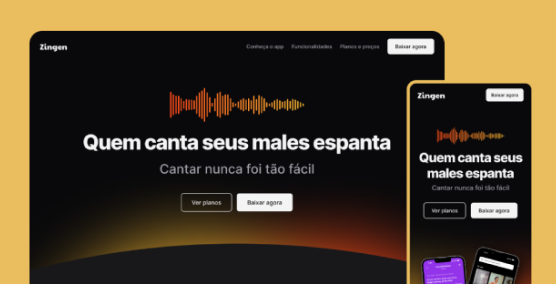 Zingen
Conheça o app Funcionalidades Planos e preços Baixar agora
Quem canta seus males espanta
Cantar nunca foi tão fácil
Ver planos Baixar agora
Zingen
Baixar agora
Quem canta seus
males espanta
Cantar nunca foi tão fácil
Ver planos Baixar agora